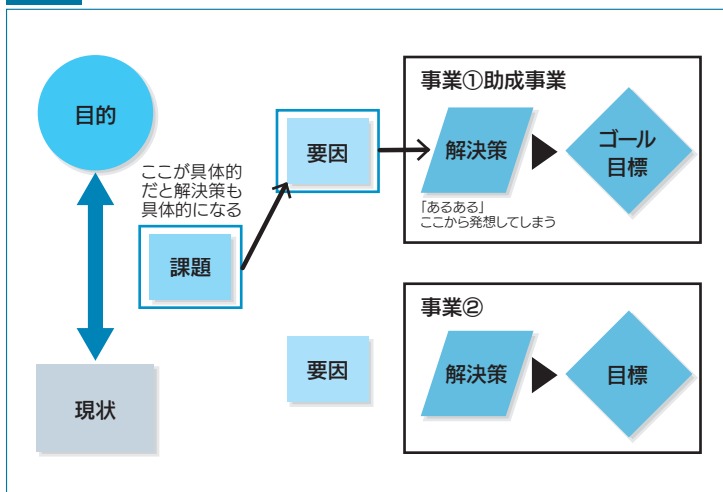 目的
ここが具体的
だと解決策も
具体的になる
課題
現状
要因
要因
事業①助成事業
解決策
ゴール
目標
「あるある」
ここから発想してしまう
事業②
解決策
目標